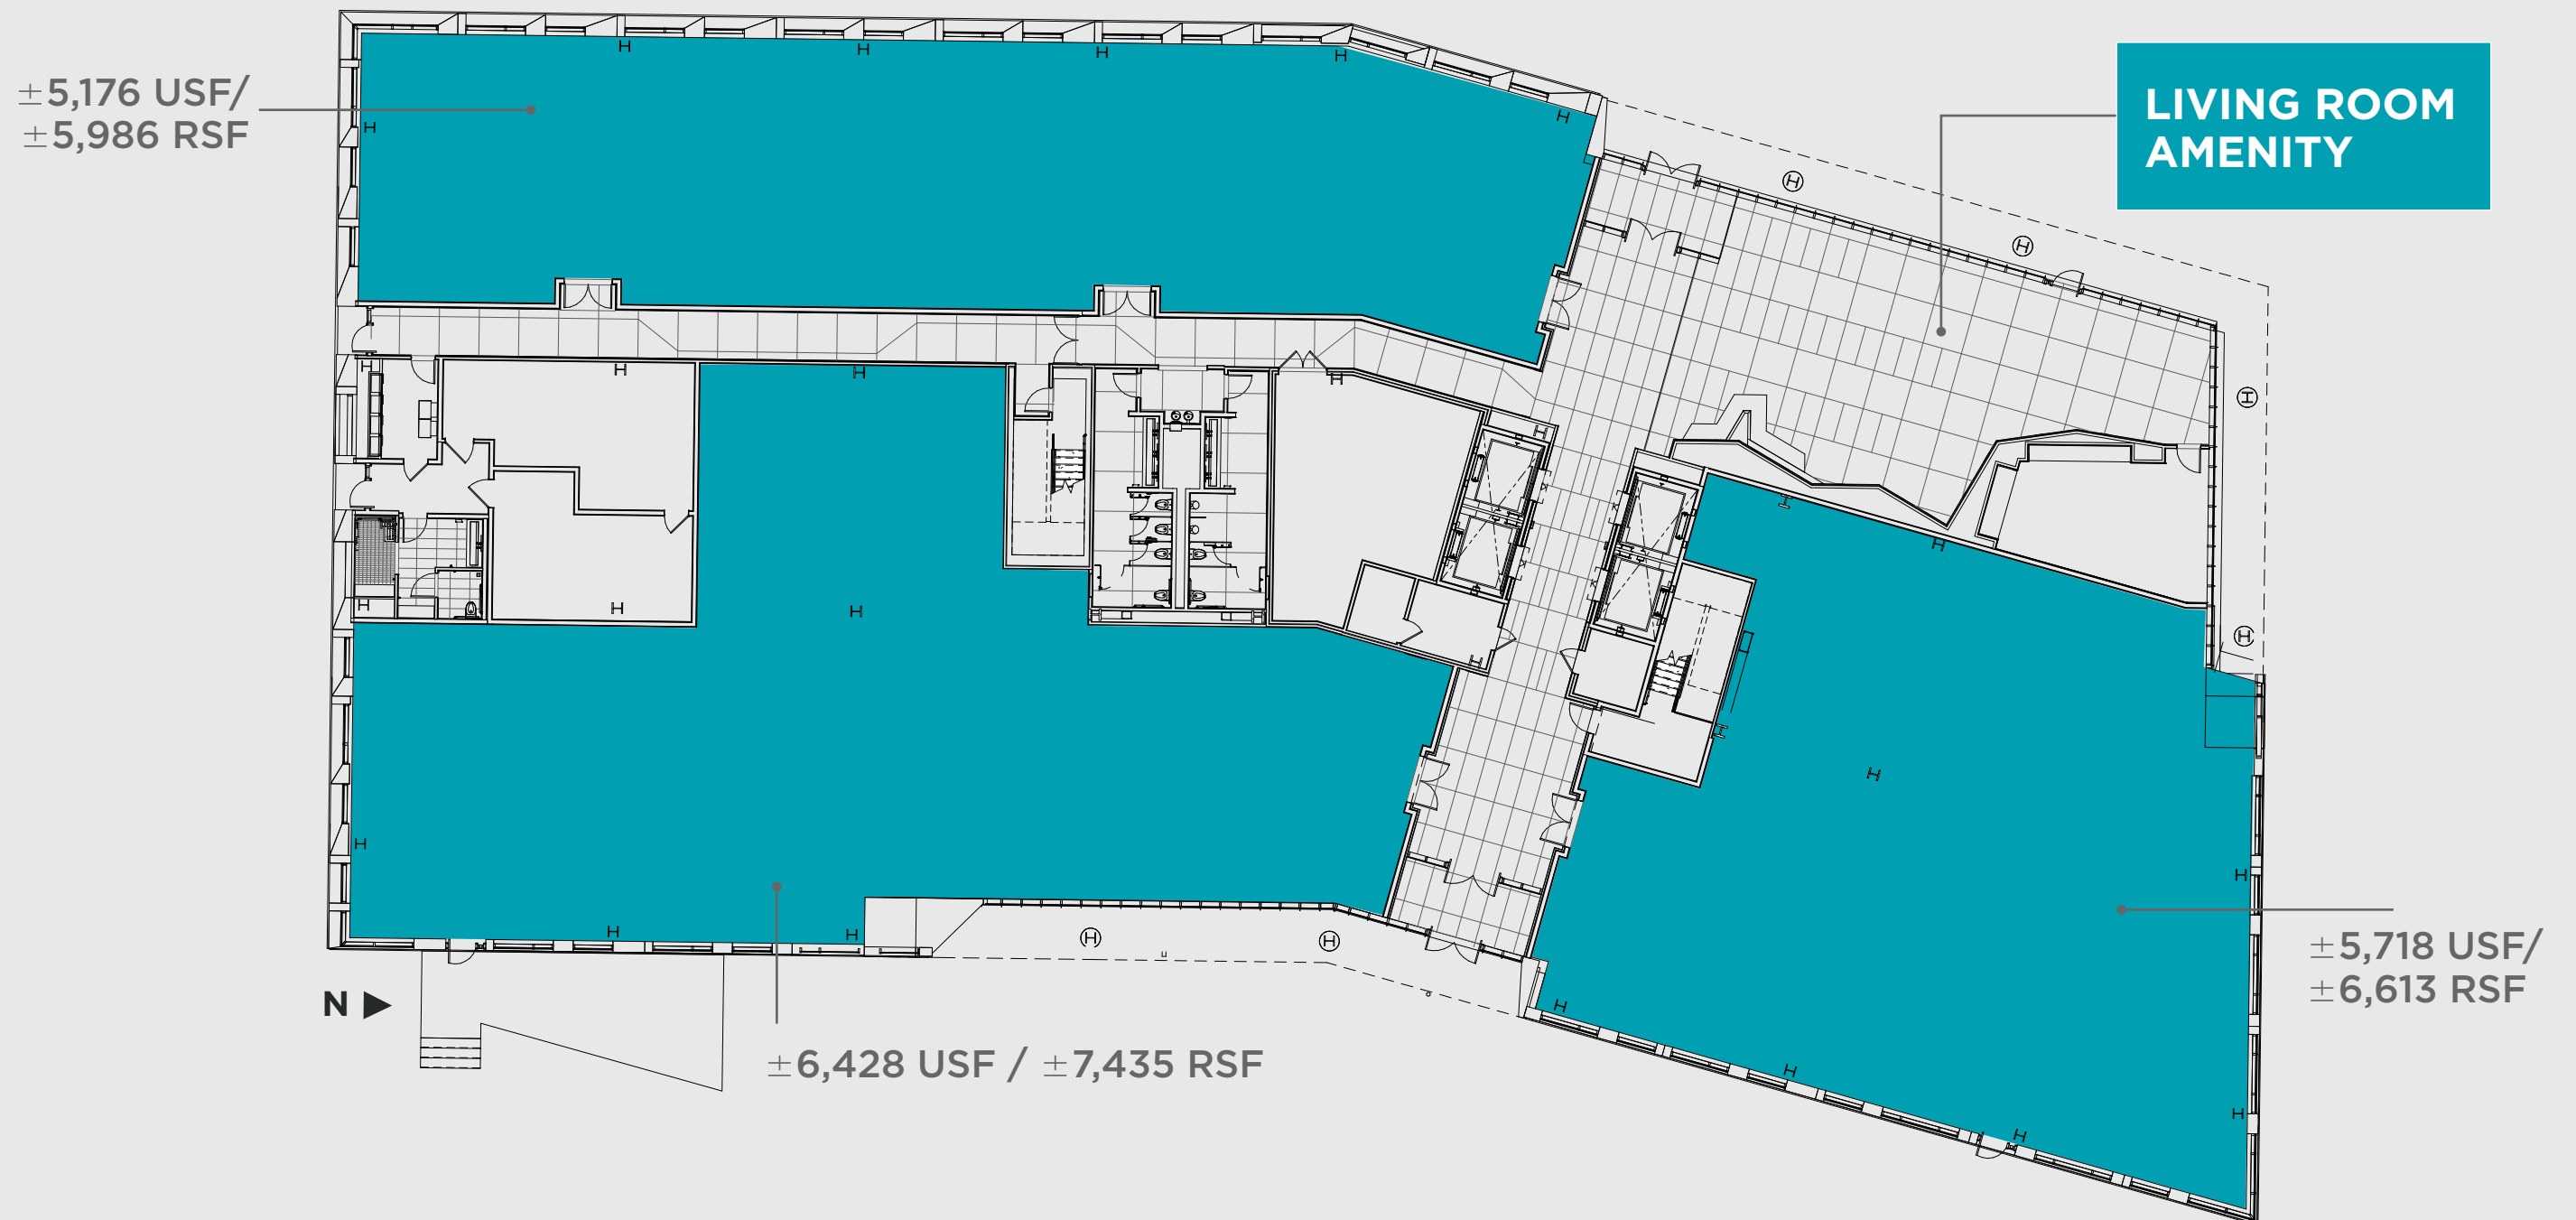 ±5,176 USF/
±5,986 RSF
LIVING ROOM
AMENITY
±5,718 USF/
±6,613 RSF
N
±6,428 USF / ±7,435 RSF